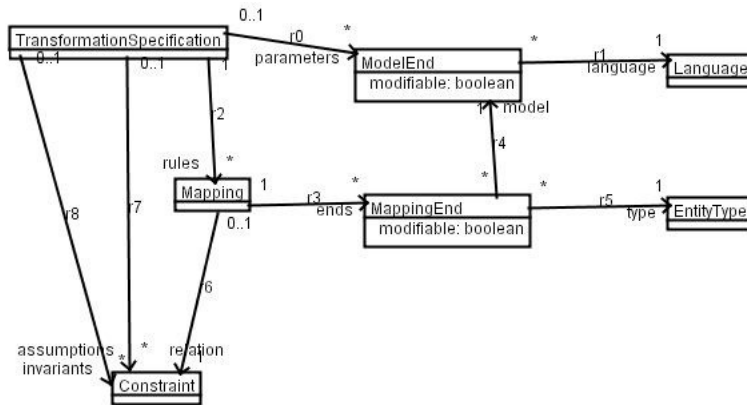 0..1
r0
*
*
1
TransformationSpecification
r1
ModelEnd
Language
parameters
language
0..1
0..1
1
modifiable: boolean
1
model
r2
r4
rules
*
*
*
1
Mapping
1
r3
*
MappingEnd
r5
EntityType
ends
type
r8
r7
0..1
modifiable: boolean
r6
assumptions
*
*
relation
1
invariants
Constraint